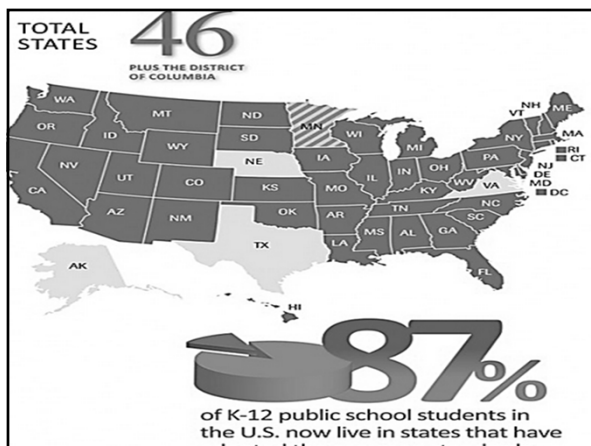 TOTAL
STATES
46
PLUS THE DISTRICT
OF COLUMBIA
WA
MT
ND
MN
OR
ID
SD
WI
MI
WY
NE
IA
NV
UT
CO
KS
MO
IL
IN
OH
PA
NY
VT
NH
ME
MA
RI
CT
NJ
DE
MD
DC
WV
VA
KY
CA
AZ
NM
OK
AR
TN
NC
SC
TX
LA
MS
AL
GA
FL
AK
HI
87%
of K-12 public school students in
the U.S. now live in states that have